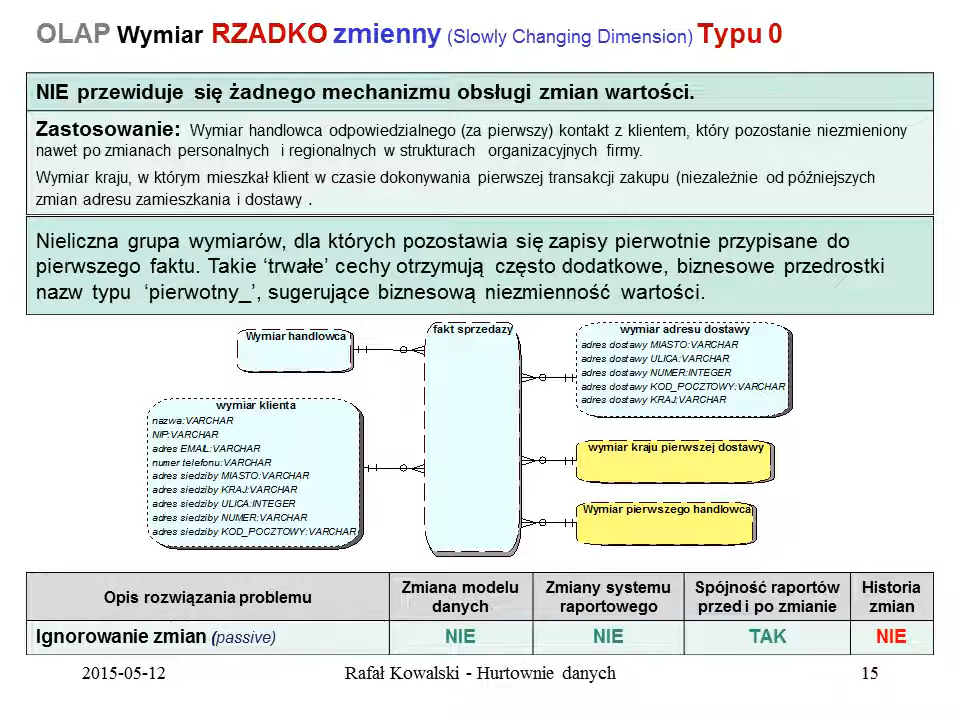 OLAP Wymiar RZADKO zmienny (Slowly Changing Dimension) Typu 0
NIE przewiduje się żadnego mechanizmu obsługi zmian wartości.
Zastosowanie: Wymiar handlowca odpowiedzialnego (za pierwszy) kontakt z klientem, który pozostanie niezmieniony
nawet po zmianach personalnych i regionalnych w strukturach organizacyjnych firmy.
Wymiar kraju, w którym mieszkał klient w czasie dokonywania pierwszej transakcji zakupu (niezależnie od późniejszych
zmian adresu zamieszkania i dostawy .
Nieliczna grupa wymiarów, dla których pozostawia się zapisy pierwotnie przypisane do
pierwszego faktu. Takie ‘trwałe’ cechy otrzymują często dodatkowe, biznesowe przedrostki
nazw typu ‘pierwotny_’, sugerujące biznesową niezmienność wartości.
Wymiar handlowca
fakt sprzedaży
wymiar adresu dostawy
adres dostawy MIASTO:VARCHAR
adres dostawy ULICA:VARCHAR
adres dostawy NUMER:INTEGER
adres dostawy KOD_POCZTOWY:VARCHAR
adres dostawy KRAJ:VARCHAR
wymiar klienta
nazwa:VARCHAR
NIP:VARCHAR
adres EMAIL:VARCHAR
numer telefonu:VARCHAR
adres siedziby MIASTO:VARCHAR
adres siedziby KRAJ:VARCHAR
adres siedziby ULICA:INTEGER
adres siedziby NUMER:VARCHAR
adres siedziby KOD_POCZTOWY:VARCHAR
wymiar kraju pierwszej dostawy
Wymiar pierwszego handlowca
Opis rozwiązania problemu
Zmiana modelu
danych
Zmiany systemu
raportowego
Spójność raportów
przed i po zmianie
Historia
zmian
Ignorowanie zmian (passive)
NIE
NIE
TAK
NIE
2015-05-12
Rafał Kowalski - Hurtownie danych
15